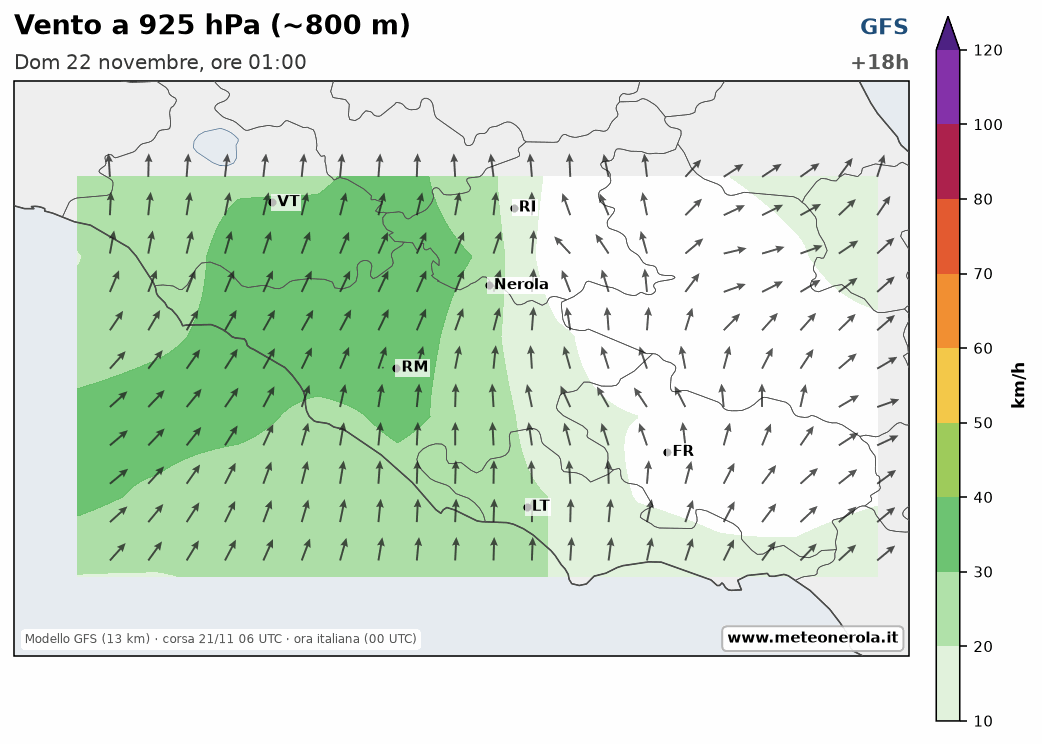 Vento a 925 hPa (~800 m)
GFS
Dom 22 novembre, ore 01:00
+18h
VT
RI
Nerola
RM
FR
LT
120
100
80
70
60
50
40
30
20
10
km/h
Modello GFS (13 km) · corsa 21/11 06 UTC · ora italiana (00 UTC)
www.meteonerola.it